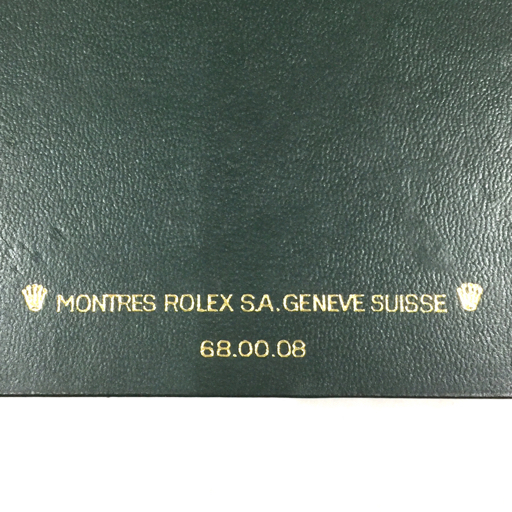 MONTRES ROLEX S.A. GENEVE SUISSE
68.00.08